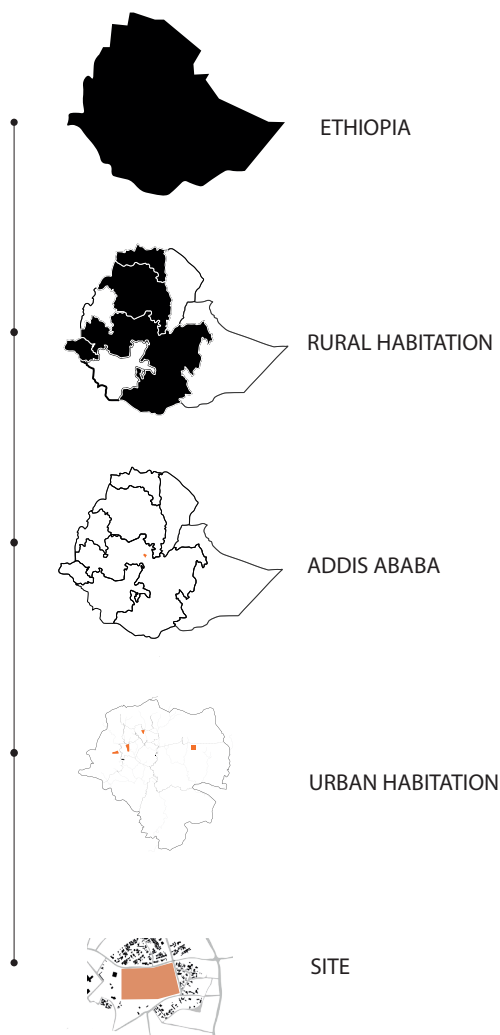 ETHIOPIA
RURAL HABITATION
ADDIS ABABA
URBAN HABITATION
SITE